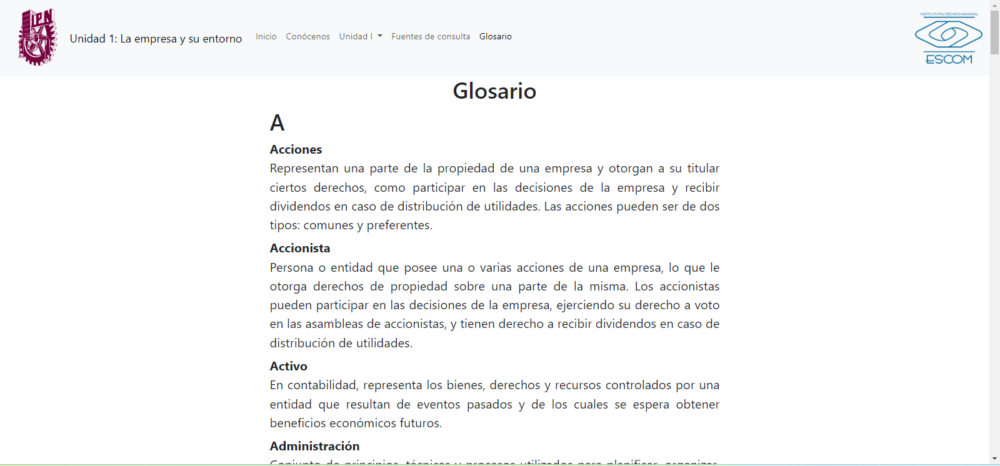 IPN
Unidad 1: La empresa y su entorno
Inicio
Conócenos
Unidad I
Fuentes de consulta
Glosario
INSTITUTO POLITÉCNICO NACIONAL
ESCOM
Glosario
A
Acciones
Representan una parte de la propiedad de una empresa y otorgan a su titular
ciertos derechos, como participar en las decisiones de la empresa y recibir
dividendos en caso de distribución de utilidades. Las acciones pueden ser de dos
tipos: comunes y preferentes.
Accionista
Persona o entidad que posee una o varias acciones de una empresa, lo que le
otorga derechos de propiedad sobre una parte de la misma. Los accionistas
pueden participar en las decisiones de la empresa, ejerciendo su derecho a voto
en las asambleas de accionistas, y tienen derecho a recibir dividendos en caso de
distribución de utilidades.
Activo
En contabilidad, representa los bienes, derechos y recursos controlados por una
entidad que resultan de eventos pasados y de los cuales se espera obtener
beneficios económicos futuros.
Administración
Conjunto de principios, técnicas y procesos utilizados para planificar, organizar,